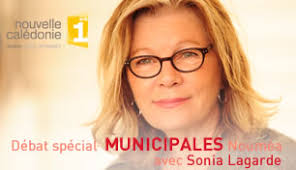 nouvelle
calédonie
1
Débat spécial MUNICIPALES Nouméa
avec Sonia Lagarde